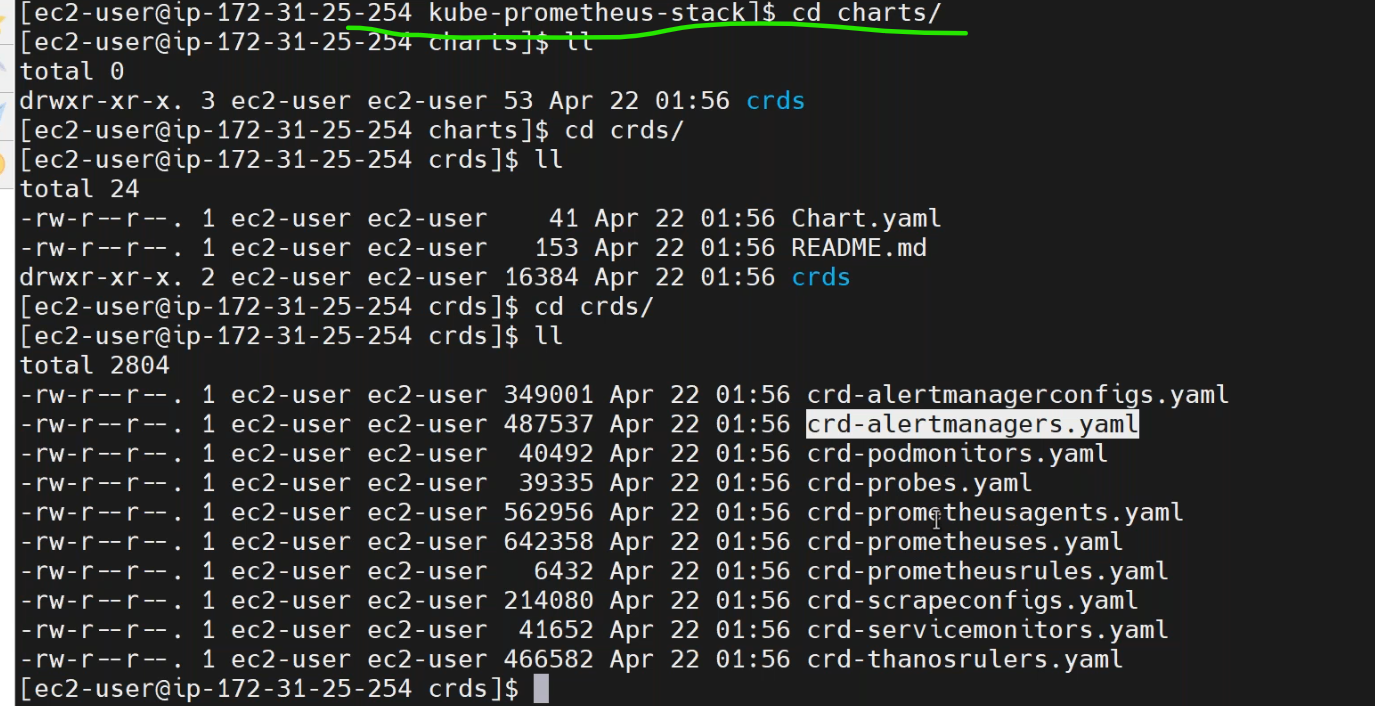 [ec2-user@ip-172-31-25-254 kube-prometheus-stack]$ cd charts/
[ec2-user@ip-172-31-25-254 charts]$ ll
total 0
drwxr-xr-x. 3 ec2-user ec2-user 53 Apr 22 01:56 crds
[ec2-user@ip-172-31-25-254 charts]$ cd crds/
[ec2-user@ip-172-31-25-254 crds]$ ll
total 24
-rw-r--r--. 1 ec2-user ec2-user    41 Apr 22 01:56 Chart.yaml
-rw-r--r--. 1 ec2-user ec2-user   153 Apr 22 01:56 README.md
drwxr-xr-x. 2 ec2-user ec2-user 16384 Apr 22 01:56 crds
[ec2-user@ip-172-31-25-254 crds]$ cd crds/
[ec2-user@ip-172-31-25-254 crds]$ ll
total 2804
-rw-r--r--. 1 ec2-user ec2-user 349001 Apr 22 01:56 crd-alertmanagerconfigs.yaml
-rw-r--r--. 1 ec2-user ec2-user 487537 Apr 22 01:56 crd-alertmanagers.yaml
-rw-r--r--. 1 ec2-user ec2-user  40492 Apr 22 01:56 crd-podmonitors.yaml
-rw-r--r--. 1 ec2-user ec2-user  39335 Apr 22 01:56 crd-probes.yaml
-rw-r--r--. 1 ec2-user ec2-user 562956 Apr 22 01:56 crd-prometheusagents.yaml
-rw-r--r--. 1 ec2-user ec2-user 642358 Apr 22 01:56 crd-prometheuses.yaml
-rw-r--r--. 1 ec2-user ec2-user   6432 Apr 22 01:56 crd-prometheusrules.yaml
-rw-r--r--. 1 ec2-user ec2-user 214080 Apr 22 01:56 crd-scrapeconfigs.yaml
-rw-r--r--. 1 ec2-user ec2-user  41652 Apr 22 01:56 crd-servicemonitors.yaml
-rw-r--r--. 1 ec2-user ec2-user 466582 Apr 22 01:56 crd-thanosrulers.yaml
[ec2-user@ip-172-31-25-254 crds]$